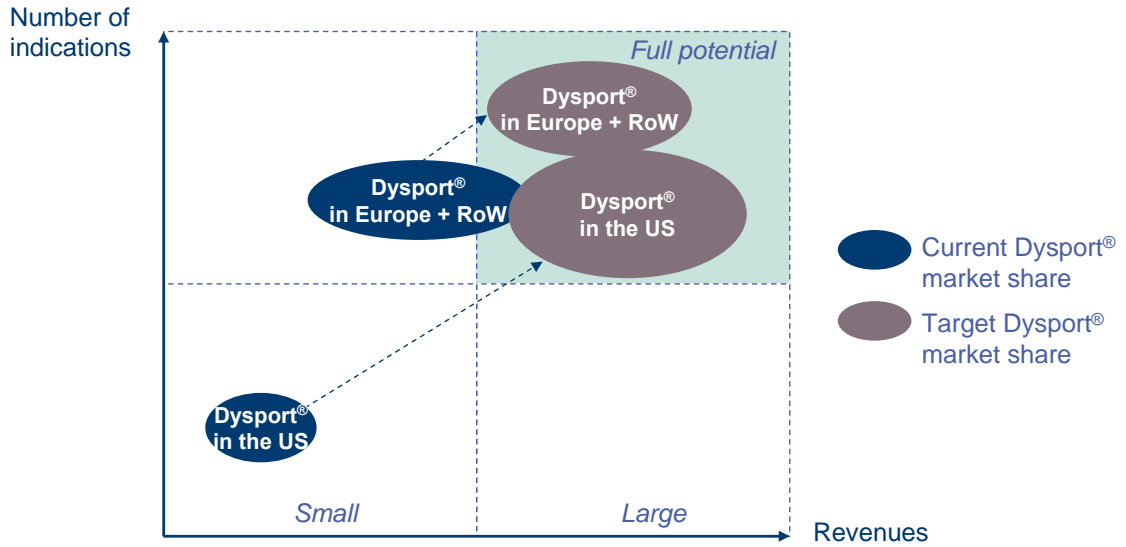 Number of
indications
Full potential
Dysport®
in Europe + RoW
Dysport®
in Europe + RoW
Dysport®
in the US
Current Dysport®
market share
Target Dysport®
market share
Dysport®
in the US
Small
Large
Revenues